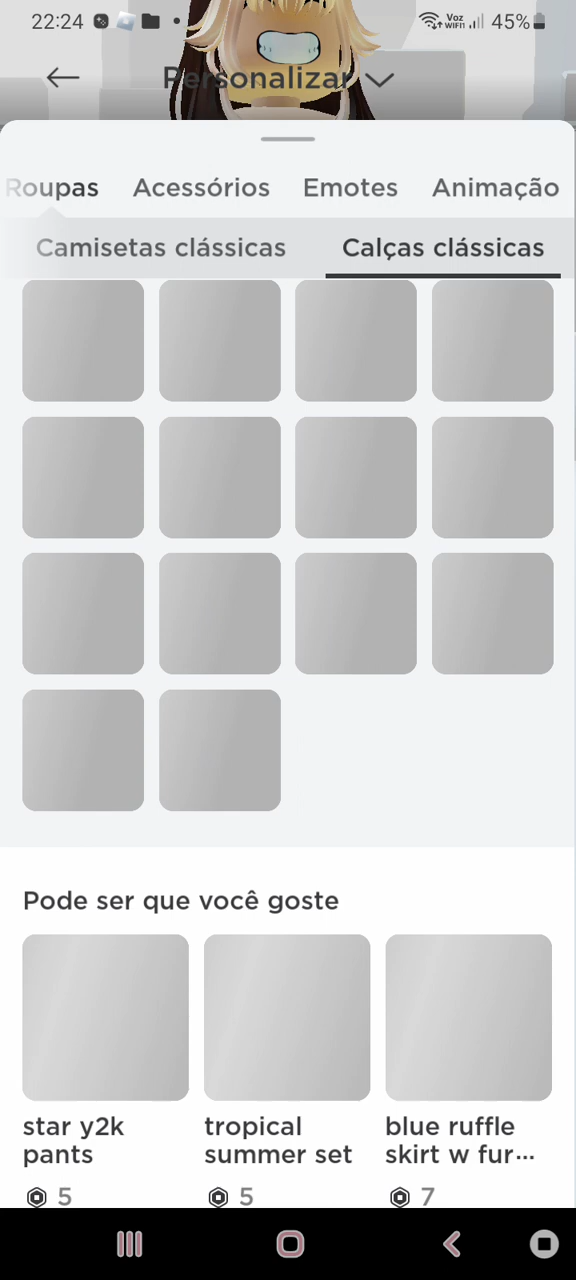 22:24
Voz
WiFi1
45%
Personalizar
Roupas Acessórios Emotes Animação
Camisetas clássicas Calças clássicas
Pode ser que você goste
star y2k tropical blue ruffle
pants summer set skirt w fur...
5 5 7